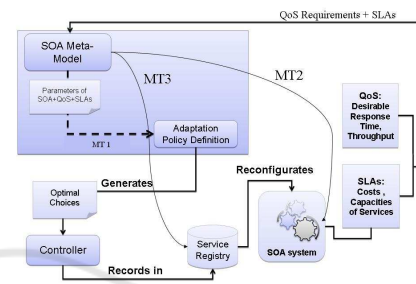 QoS Requirements + SLAs
SOA Meta-
Model
MT3
MT2
Parameters of
SOA+QoS+SLAs
MT 1
Adaptation
Policy Definition
QoS:
Desirable
Response
Time,
Throughput
Generates
Reconfigurates
Optimal
Choices
SLAs:
Costs ,
Capacities
of Services
Controller
Service
Registry
SOA system
Records in